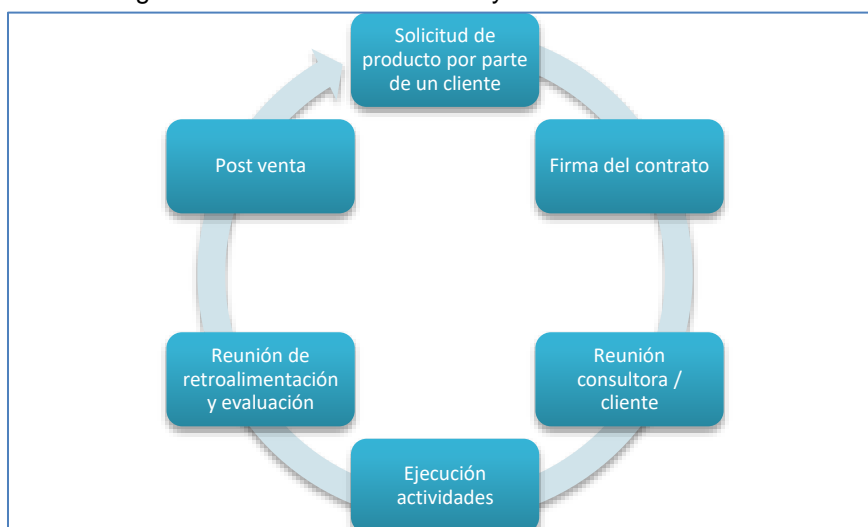 Solicitud de
producto por parte
de un cliente
Firma del contrato
Reunión
consultora /
cliente
Ejecución
actividades
Reunión de
retroalimentación
y evaluación
Post venta